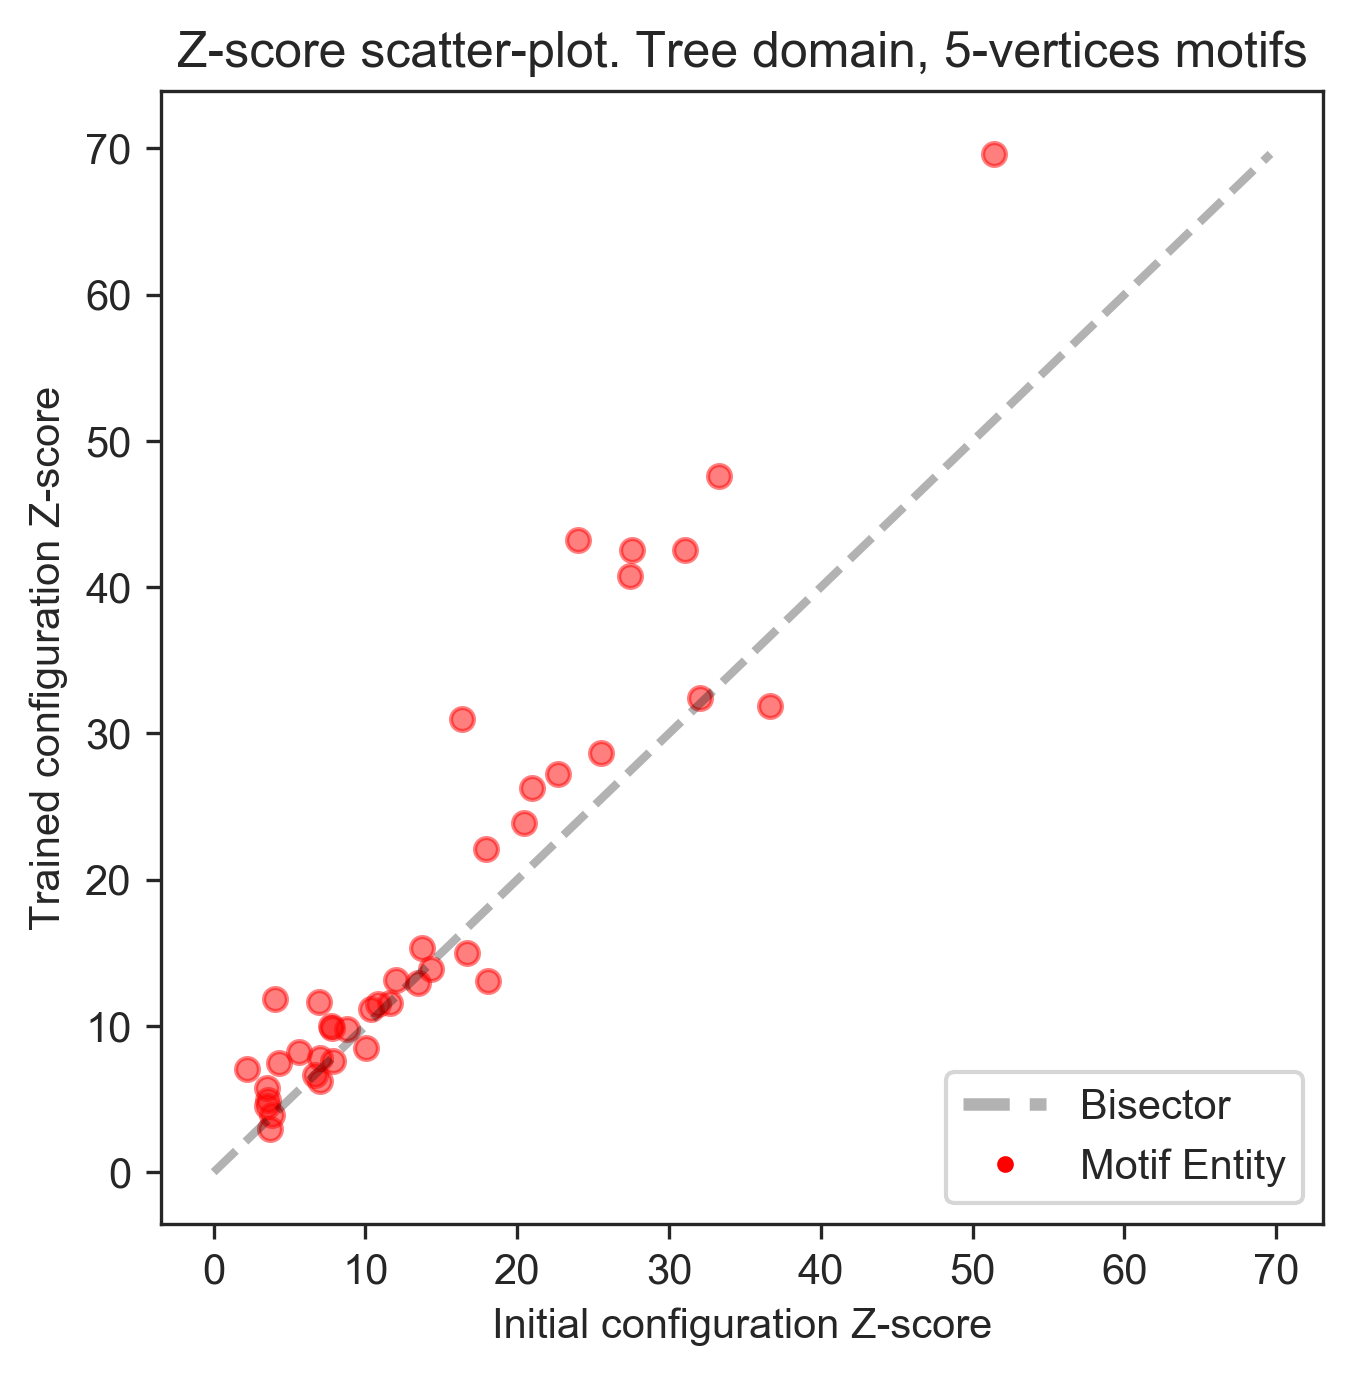 Z-score scatter-plot. Tree domain, 5-vertices motifs
Trained configuration Z-score
70
60
50
40
30
20
10
0
Bisector
Motif Entity
0 10 20 30 40 50 60 70
Initial configuration Z-score